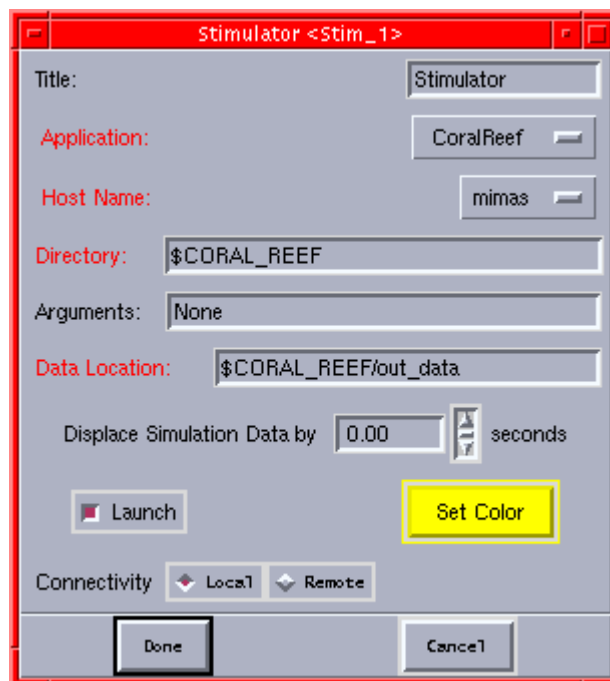 Stimulator <Stim_1>
Title: Stimulator
Application: CoralReef
Host Name: mimas
Directory: $CORAL_REEF
Arguments: None
Data Location: $CORAL_REEF/out_data
Displace Simulation Data by 0.00 seconds
Launch Set Color
Connectivity Local Remote
Done Cancel